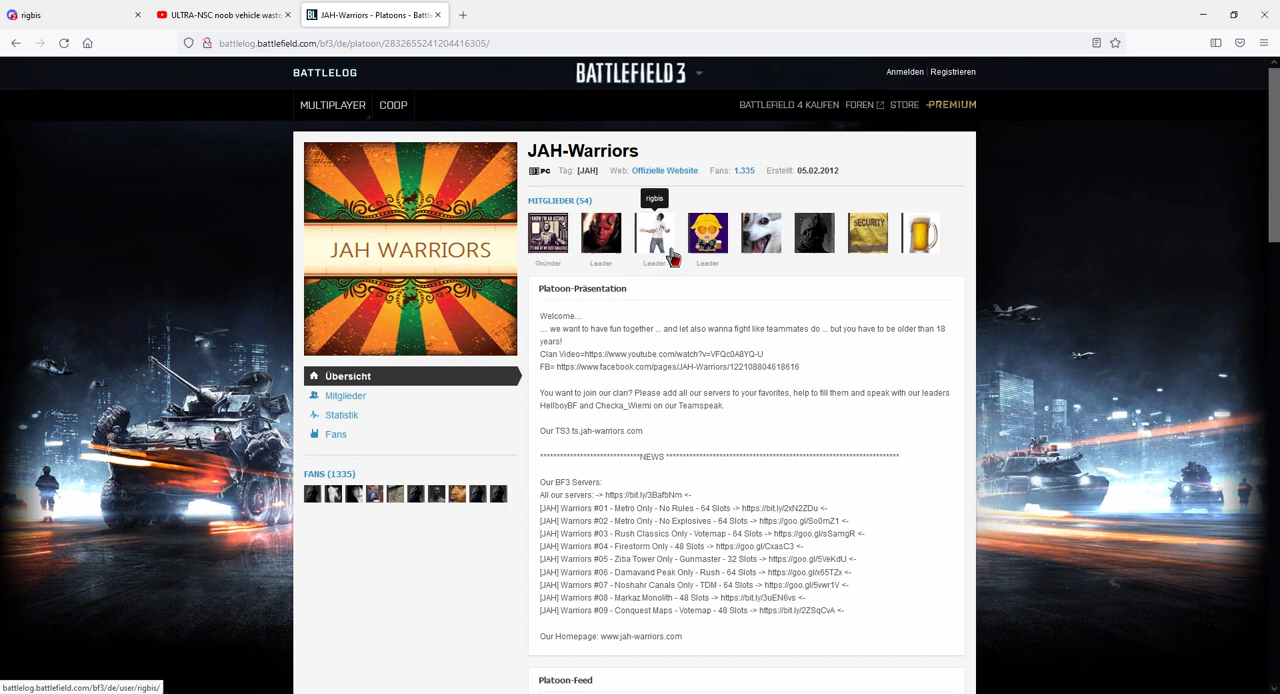 rigbis
ULTRA-NSC noob vehicle waste
JAH-Warriors - Platoons - Battle
battlelog.battlefield.com/bf3/de/platoon/2832655241204416305/
BATTLELOG
BATTLEFIELD 3
Anmelden | Registrieren
MULTIPLAYER
COOP
BATTLEFIELD 4 KAUFEN
FOREN
STORE
PREMIUM
JAH WARRIORS
JAH-Warriors
PC Tag: [JAH] Web: Offizielle Website Fans: 1.335 Erstellt: 05.02.2012
MITGLIEDER (54)
rigbis
SECURITY
Gründer
Leader
Leader
Leader
Platoon-Präsentation
Welcome....
.... we want to have fun together ... and let also wanna fight like teammates do ... but you have to be older than 18
years!
Clan Video=https://www.youtube.com/watch?v=VFQc0A8YQ-U
FB= https://www.facebook.com/pages/JAH-Warriors/122108804618616
You want to join our clan? Please add all our servers to your favorites, help to fill them and speak with our leaders
HellboyBF and Checka_Wiemi on our Teamspeak.
Our TS3 ts.jah-warriors.com
******************************NEWS **********************************************************************
Our BF3 Servers:
All our servers: -> https://bit.ly/3BafbNm <-
[JAH] Warriors #01 - Metro Only - No Rules - 64 Slots -> https://bit.ly/2xN2ZDu <-
[JAH] Warriors #02 - Metro Only - No Explosives - 64 Slots -> https://goo.gl/So0mZ1 <-
[JAH] Warriors #03 - Rush Classics Only - Votemap - 64 Slots -> https://goo.gl/sSamgR <-
[JAH] Warriors #04 - Firestorm Only - 48 Slots -> https://goo.gl/CxasC3 <-
[JAH] Warriors #05 - Ziba Tower Only - Gunmaster - 32 Slots -> https://goo.gl/5VeKdU <-
[JAH] Warriors #06 - Damavand Peak Only - Rush - 64 Slots -> https://goo.gl/x65TZx <-
[JAH] Warriors #07 - Noshahr Canals Only - TDM - 64 Slots -> https://goo.gl/5vwr1V <-
[JAH] Warriors #08 - Markaz Monolith - 48 Slots -> https://bit.ly/3uEN6vs <-
[JAH] Warriors #09 - Conquest Maps - Votemap - 48 Slots -> https://bit.ly/2ZSqCvA <-
Our Homepage: www.jah-warriors.com
Übersicht
Mitglieder
Statistik
Fans
FANS (1335)
Platoon-Feed
battlelog.battlefield.com/bf3/de/user/rigbis/